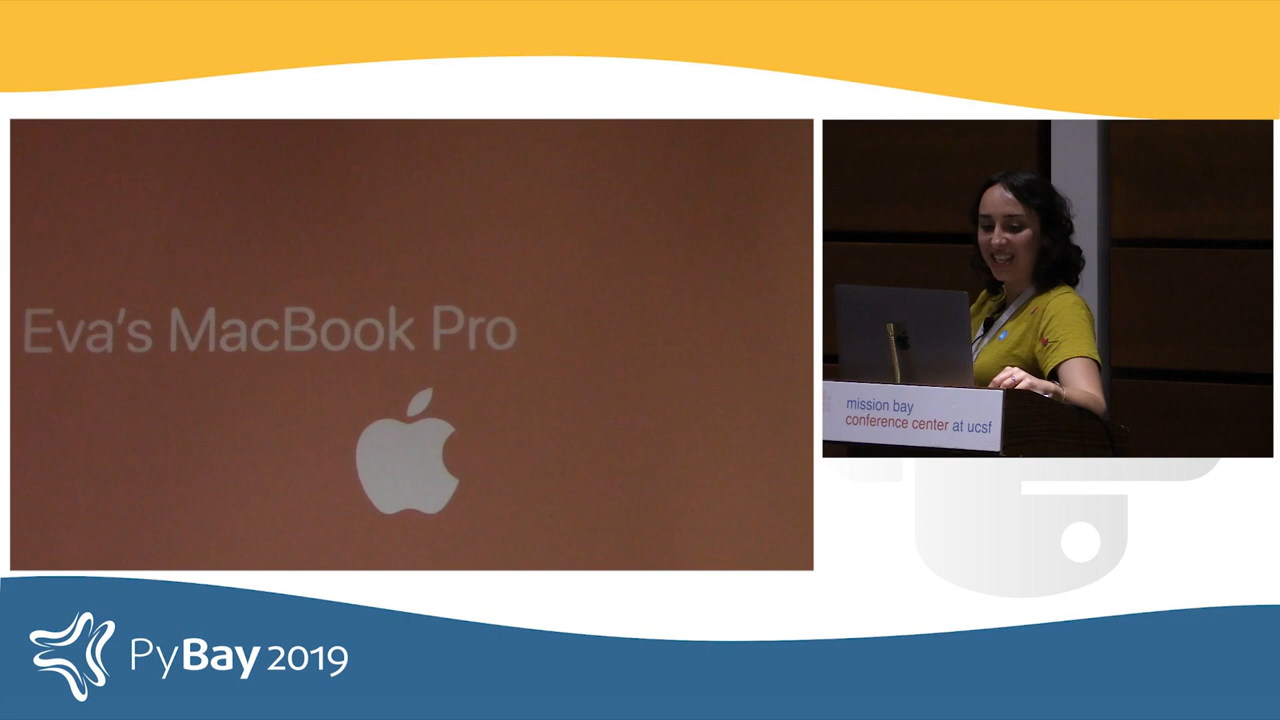 Eva's MacBook Pro
mission bay
conference center at ucsf
PyBay 2019